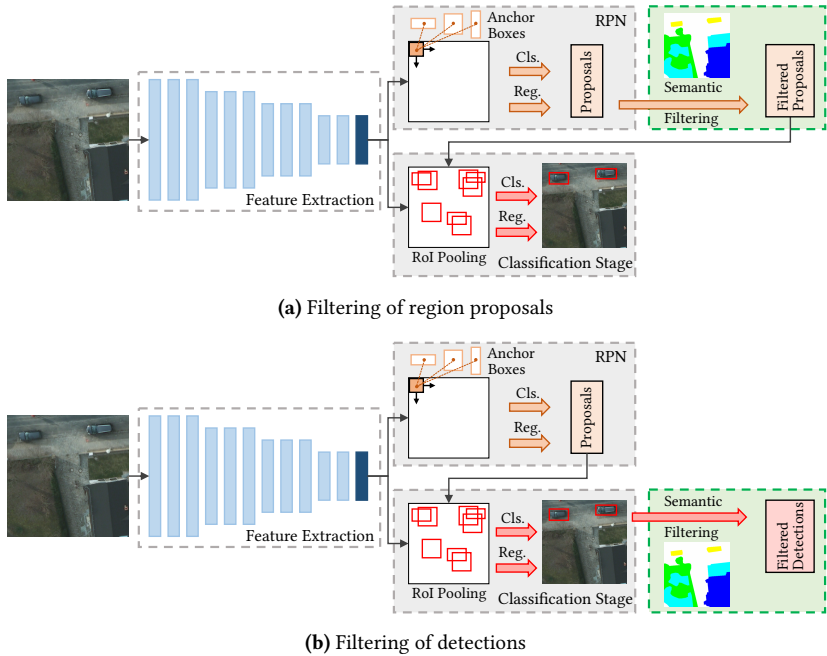 Anchor
Boxes
RPN
Cls.
Reg.
Proposals
Semantic
Filtering
Filtered
Proposals
Feature Extraction
Cls.
Reg.
RoI Pooling
Classification Stage
(a) Filtering of region proposals
Anchor
Boxes
RPN
Cls.
Reg.
Proposals
Feature Extraction
Cls.
Reg.
RoI Pooling
Classification Stage
Semantic
Filtering
Filtered
Detections
(b) Filtering of detections